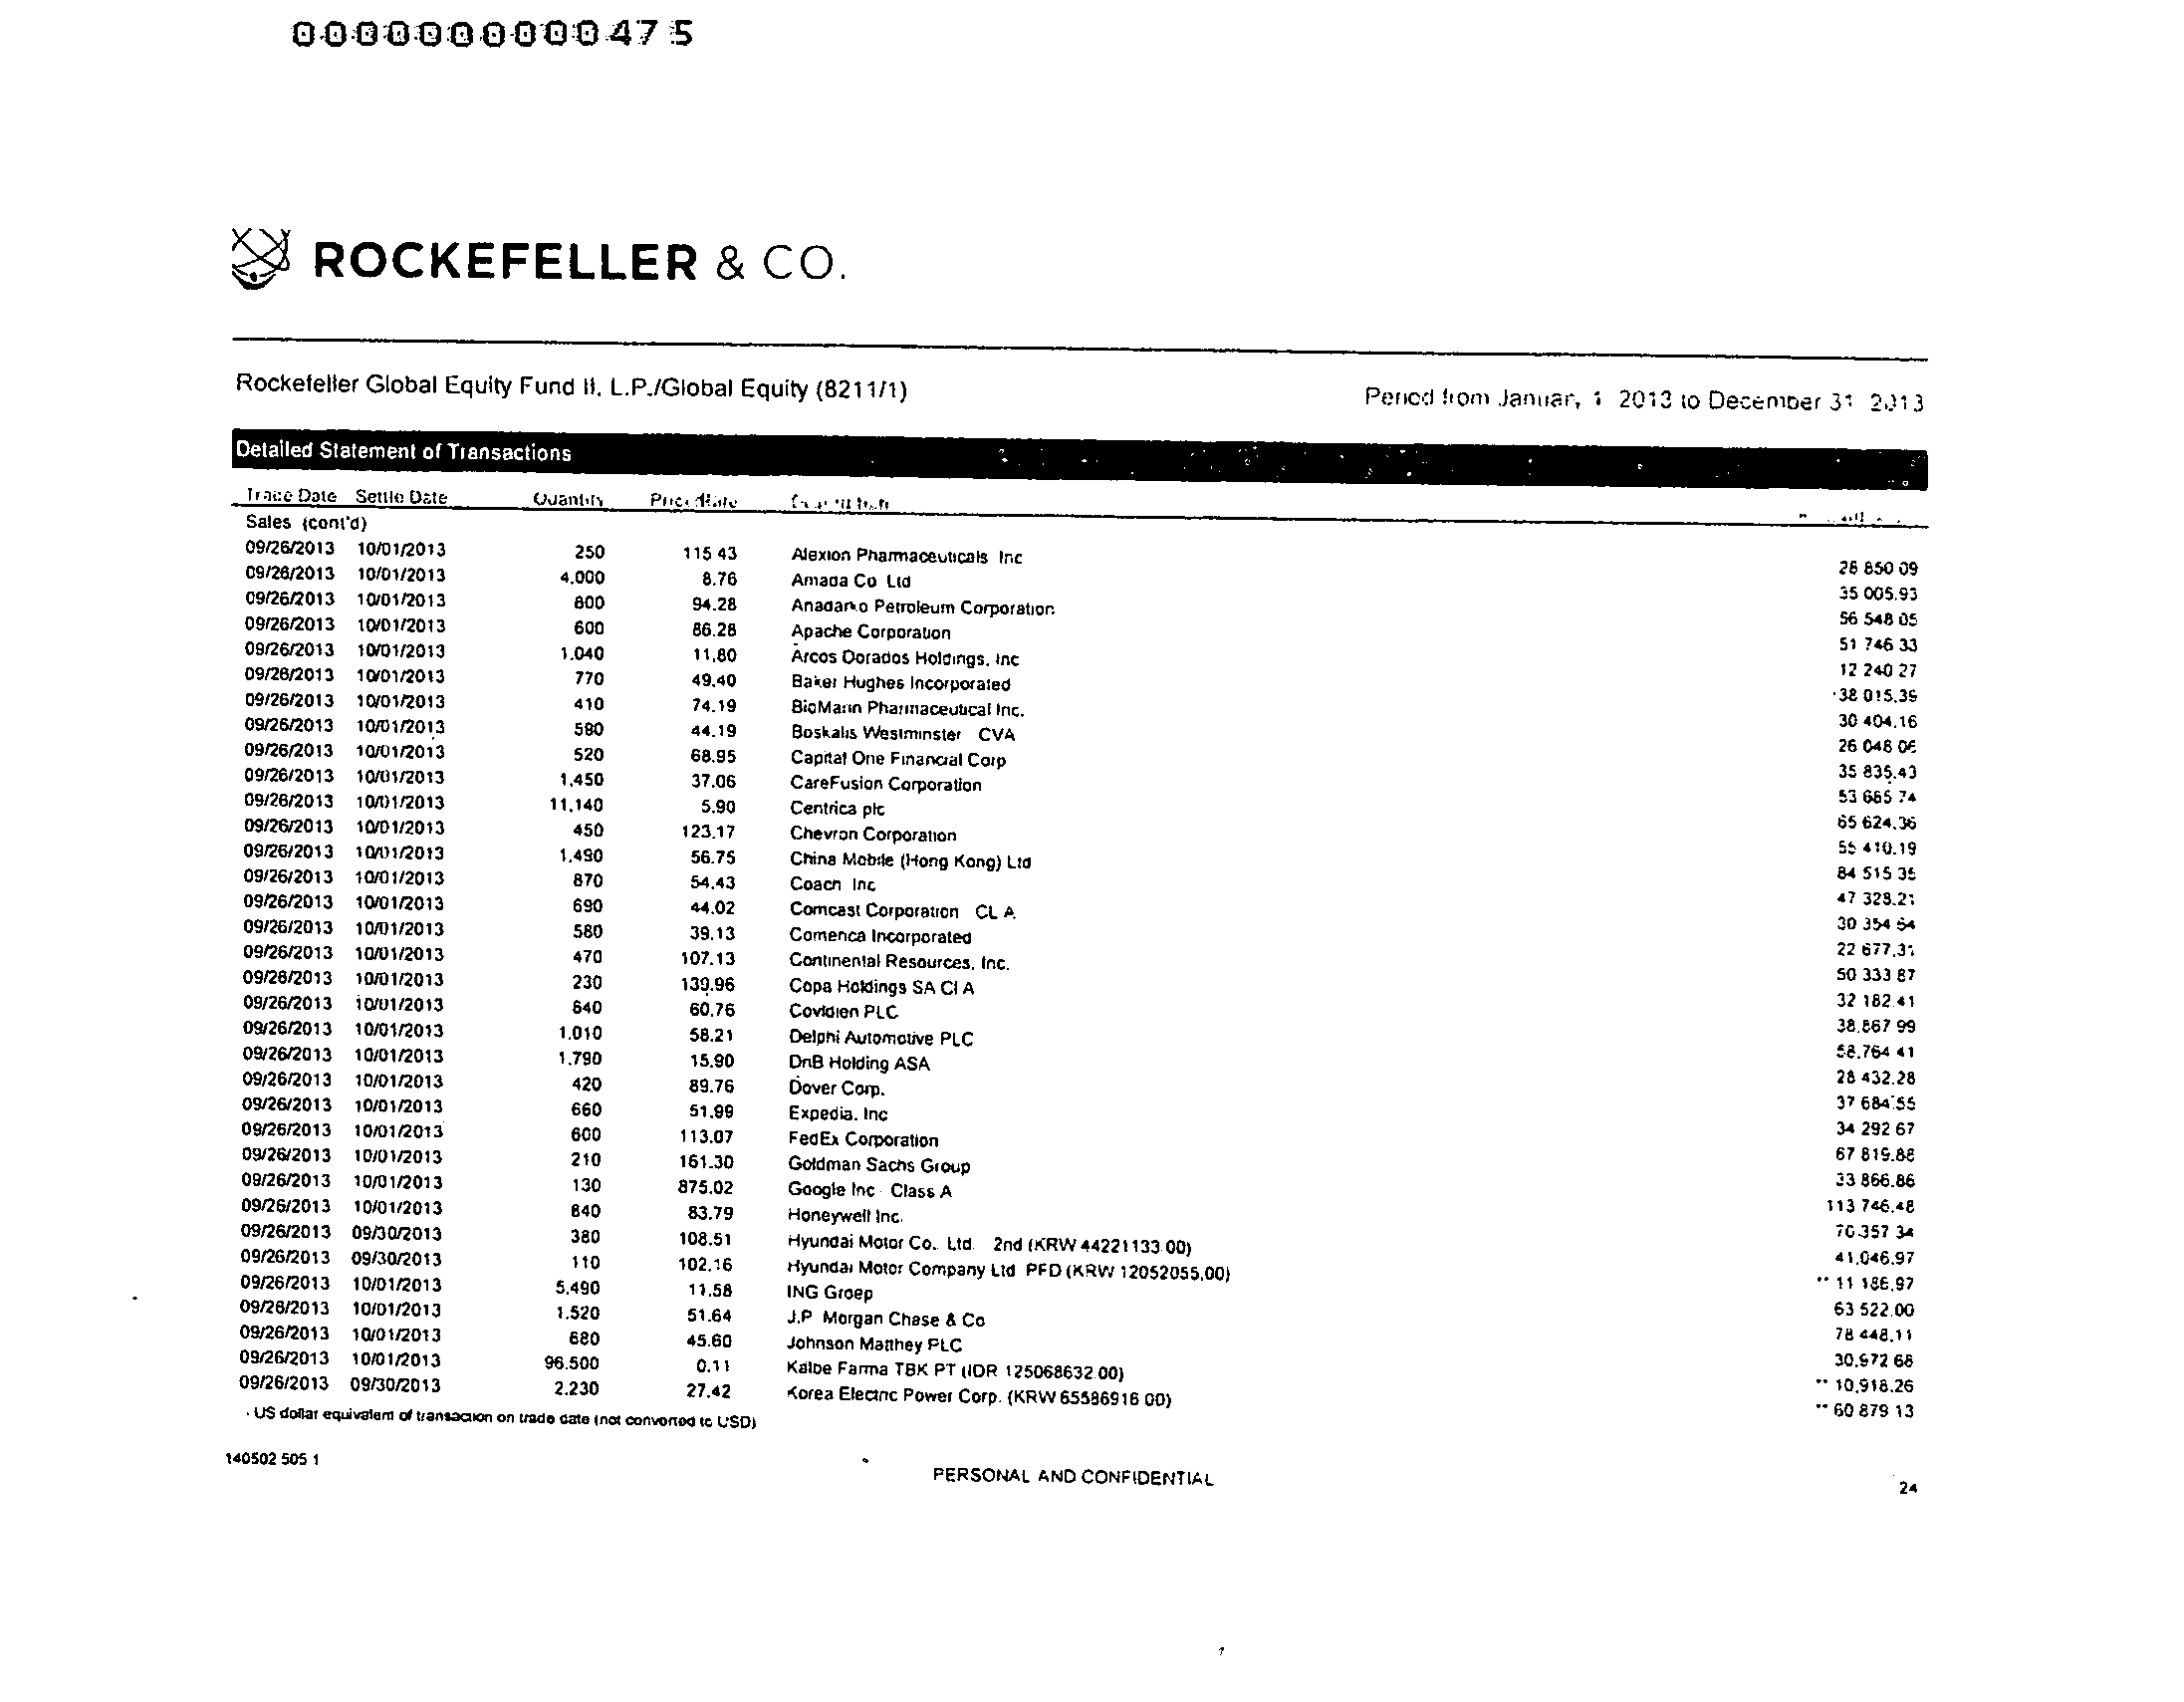 0000000000475
ROCKEFELLER & CO.
Rockefeller Global Equity Fund II, L.P./Global Equity (8211/1) Period from January 1 2013 to December 31 2013
Detailed Statement of Transactions
Trade Date Settle Date Quantity Price/Rate
Sales (cont'd)
09/26/2013 10/01/2013 250 115 43 Alexion Pharmaceuticals Inc 28 850 09
09/26/2013 10/01/2013 4,000 8.76 Amada Co Ltd 35 005.93
09/26/2013 10/01/2013 600 94.28 Anadarko Petroleum Corporation 56 548 05
09/26/2013 10/01/2013 600 86.28 Apache Corporation 51 746 33
09/26/2013 10/01/2013 1,040 11.80 Arcos Dorados Holdings, Inc 12 240 27
09/26/2013 10/01/2013 770 49.40 Baker Hughes Incorporated 38 015.39
09/26/2013 10/01/2013 410 74.19 BioMarin Pharmaceutical Inc. 30 404.16
09/26/2013 10/01/2013 590 44.19 Boskalis Westminster CVA 26 048 06
09/26/2013 10/01/2013 520 68.95 Capital One Financial Corp 35 835.43
09/26/2013 10/01/2013 1,450 37.06 CareFusion Corporation 53 665 74
09/26/2013 10/01/2013 11,140 5.90 Centrica plc 65 624.36
09/26/2013 10/01/2013 450 123.17 Chevron Corporation 55 410.19
09/26/2013 10/01/2013 1,490 56.75 China Mobile (Hong Kong) Ltd 84 515 35
09/26/2013 10/01/2013 870 54.43 Coach Inc 47 328.21
09/26/2013 10/01/2013 690 44.02 Comcast Corporation CL A 30 354 54
09/26/2013 10/01/2013 580 39.13 Comerica Incorporated 22 677.31
09/26/2013 10/01/2013 470 107.13 Continental Resources, Inc. 50 333 87
09/26/2013 10/01/2013 230 139.96 Copa Holdings SA Cl A 32 182.41
09/26/2013 10/01/2013 640 60.76 Covidien PLC 38.867 99
09/26/2013 10/01/2013 1,010 58.21 Delphi Automotive PLC 58.764 41
09/26/2013 10/01/2013 1,790 15.90 DnB Holding ASA 28 432.28
09/26/2013 10/01/2013 420 89.76 Dover Corp. 37 684.55
09/26/2013 10/01/2013 660 51.99 Expedia, Inc 34 292 67
09/26/2013 10/01/2013 600 113.07 FedEx Corporation 67 819.88
09/26/2013 10/01/2013 210 161.30 Goldman Sachs Group 33 866.86
09/26/2013 10/01/2013 130 875.02 Google Inc - Class A 113 746.48
09/26/2013 10/01/2013 840 83.79 Honeywell Inc. 70.357 34
09/26/2013 09/30/2013 380 108.51 Hyundai Motor Co., Ltd. 2nd (KRW 44221133.00) 41,046.97
09/26/2013 09/30/2013 110 102.16 Hyundai Motor Company Ltd PFD (KRW 12052055.00) ** 11 186.97
09/26/2013 10/01/2013 5,490 11.58 ING Groep 63 522.00
09/26/2013 10/01/2013 1,520 51.64 J.P Morgan Chase & Co 78 448.11
09/26/2013 10/01/2013 680 45.60 Johnson Matthey PLC 30,972 68
09/26/2013 10/01/2013 96,500 0.11 Kalbe Farma TBK PT (IDR 125068632.00) ** 10,918.26
09/26/2013 09/30/2013 2,230 27.42 Korea Electric Power Corp. (KRW 65586916 00) ** 60 879 13
US dollar equivalent of transaction on trade date (not converted to USD)
140502 505 1 PERSONAL AND CONFIDENTIAL 24